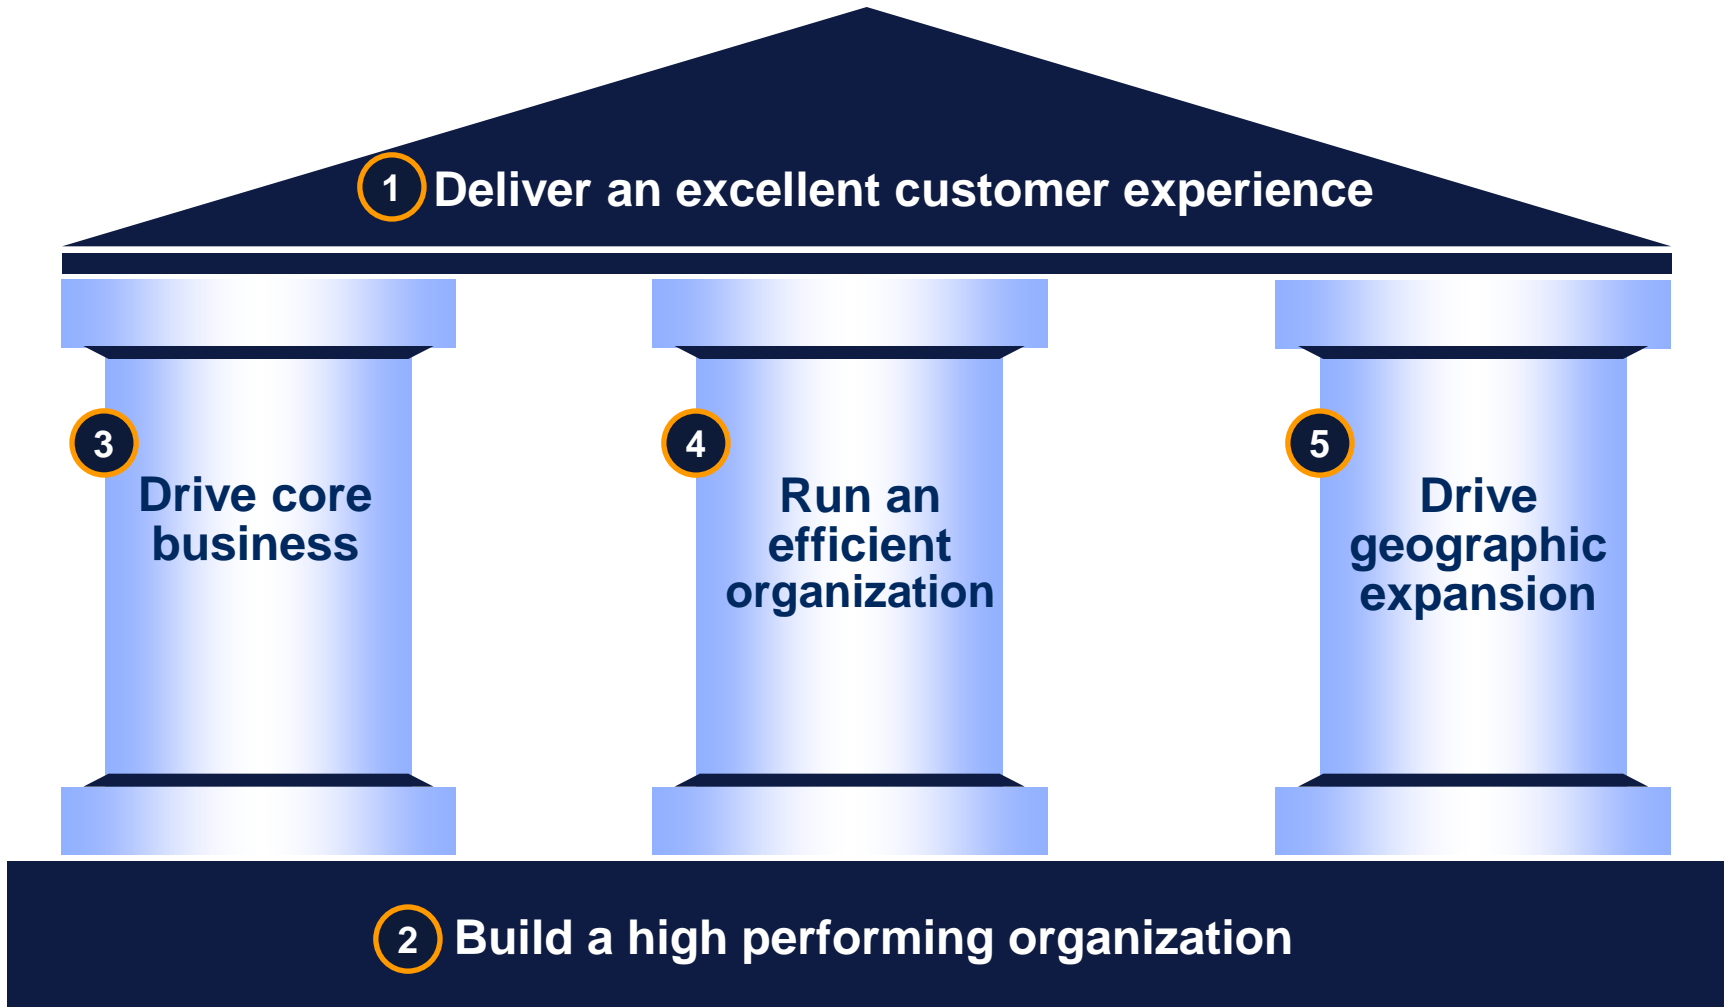 1 Deliver an excellent customer experience
3
Drive core
business
4
Run an
efficient
organization
5
Drive
geographic
expansion
2 Build a high performing organization